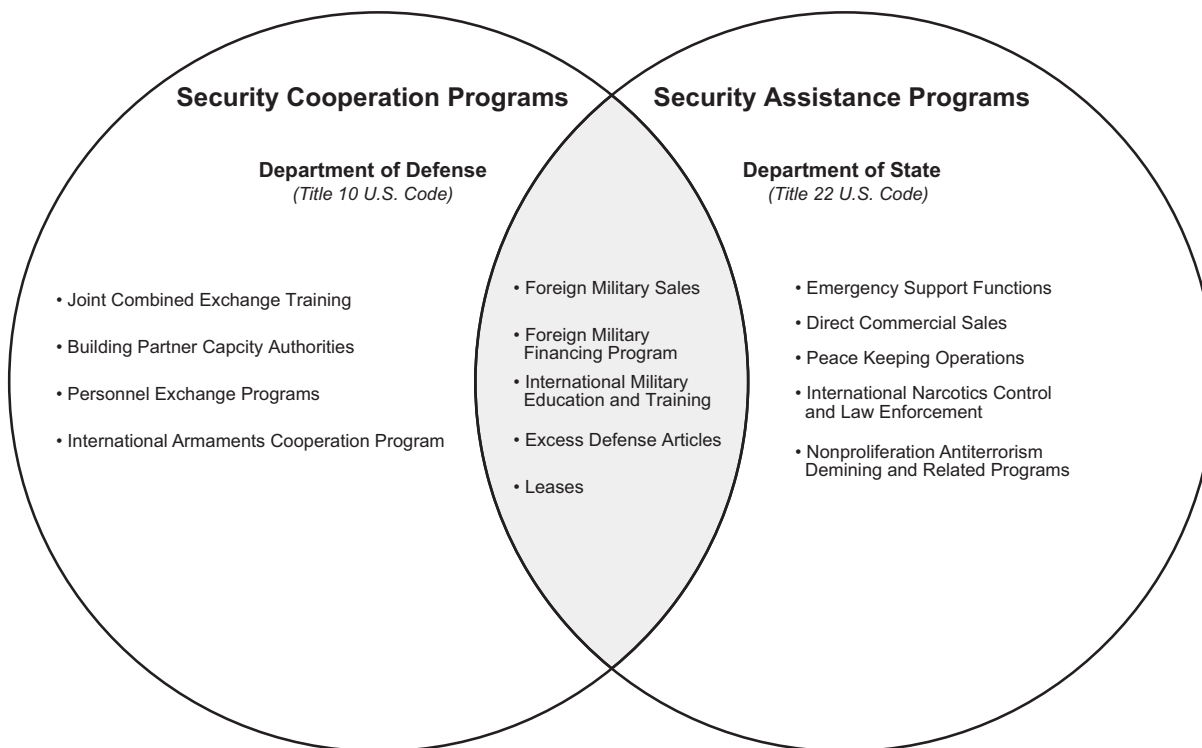 Security Cooperation Programs
Department of Defense
(Title 10 U.S. Code)
• Joint Combined Exchange Training
• Building Partner Capcity Authorities
• Personnel Exchange Programs
• International Armaments Cooperation Program
• Foreign Military Sales
• Foreign Military
Financing Program
• International Military
Education and Training
• Excess Defense Articles
• Leases
Security Assistance Programs
Department of State
(Title 22 U.S. Code)
• Emergency Support Functions
• Direct Commercial Sales
• Peace Keeping Operations
• International Narcotics Control
and Law Enforcement
• Nonproliferation Antiterrorism
Demining and Related Programs